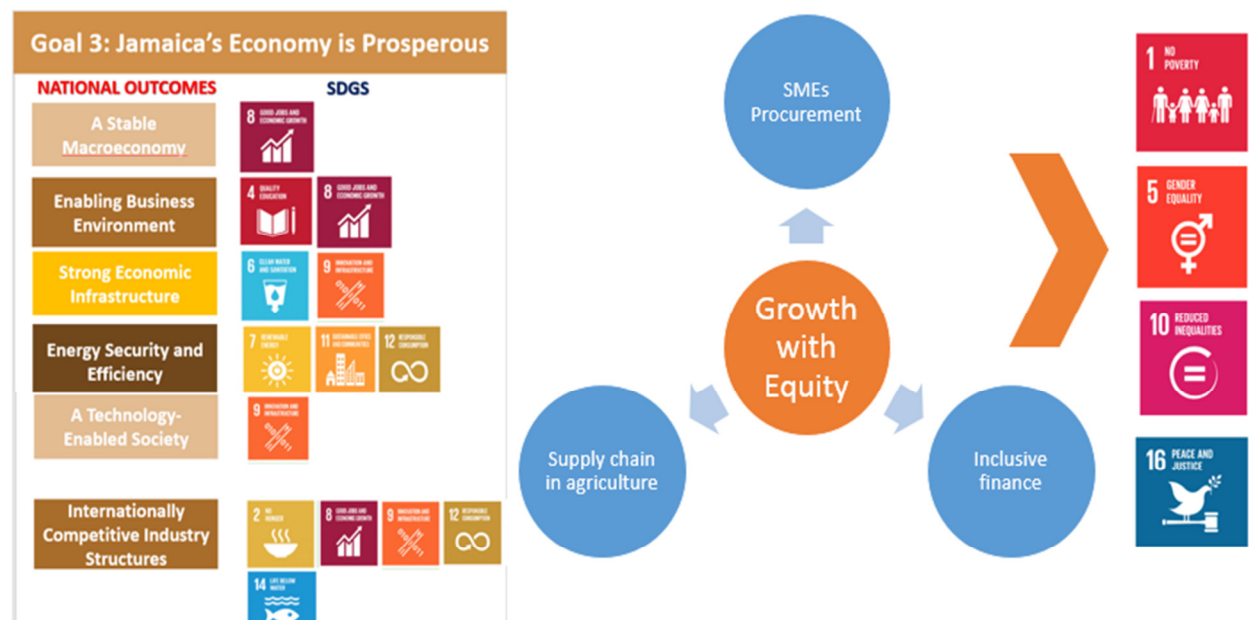 Goal 3: Jamaica's Economy is Prosperous
NATIONAL OUTCOMES
SDGS
A Stable
Macroeconomy
8
GOOD JOBS AND
ECONOMIC GROWTH
Enabling Business
Environment
4
QUALITY
EDUCATION
8
GOOD JOBS AND
ECONOMIC GROWTH
Strong Economic
Infrastructure
6
CLEAN WATER
AND SANITATION
9
INNOVATION AND
INFRASTRUCTURE
Energy Security and
Efficiency
7
RENEWABLE
ENERGY
11
SUSTAINABLE CITIES
AND COMMUNITIES
12
RESPONSIBLE
CONSUMPTION
A Technology-
Enabled Society
9
INNOVATION AND
INFRASTRUCTURE
Internationally
Competitive Industry
Structures
2
NO
HUNGER
8
GOOD JOBS AND
ECONOMIC GROWTH
9
INNOVATION AND
INFRASTRUCTURE
12
RESPONSIBLE
CONSUMPTION
14
LIFE BELOW
WATER
SMEs
Procurement
Growth
with
Equity
Supply chain
in agriculture
Inclusive
finance
1
NO
POVERTY
5
GENDER
EQUALITY
10
REDUCED
INEQUALITIES
16
PEACE AND
JUSTICE